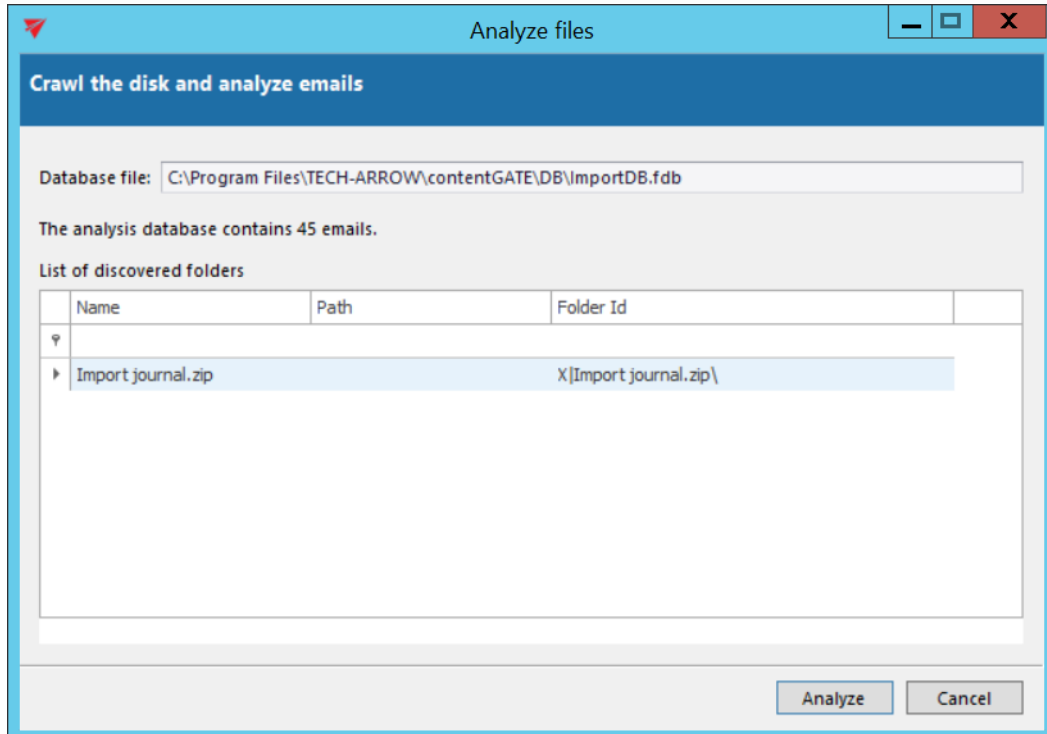 Analyze files
Crawl the disk and analyze emails
Database file: C:\Program Files\TECH-ARROW\contentGATE\DB\ImportDB.fdb
The analysis database contains 45 emails.
List of discovered folders
Name Path Folder Id
Import journal.zip X|Import journal.zip\
Analyze Cancel